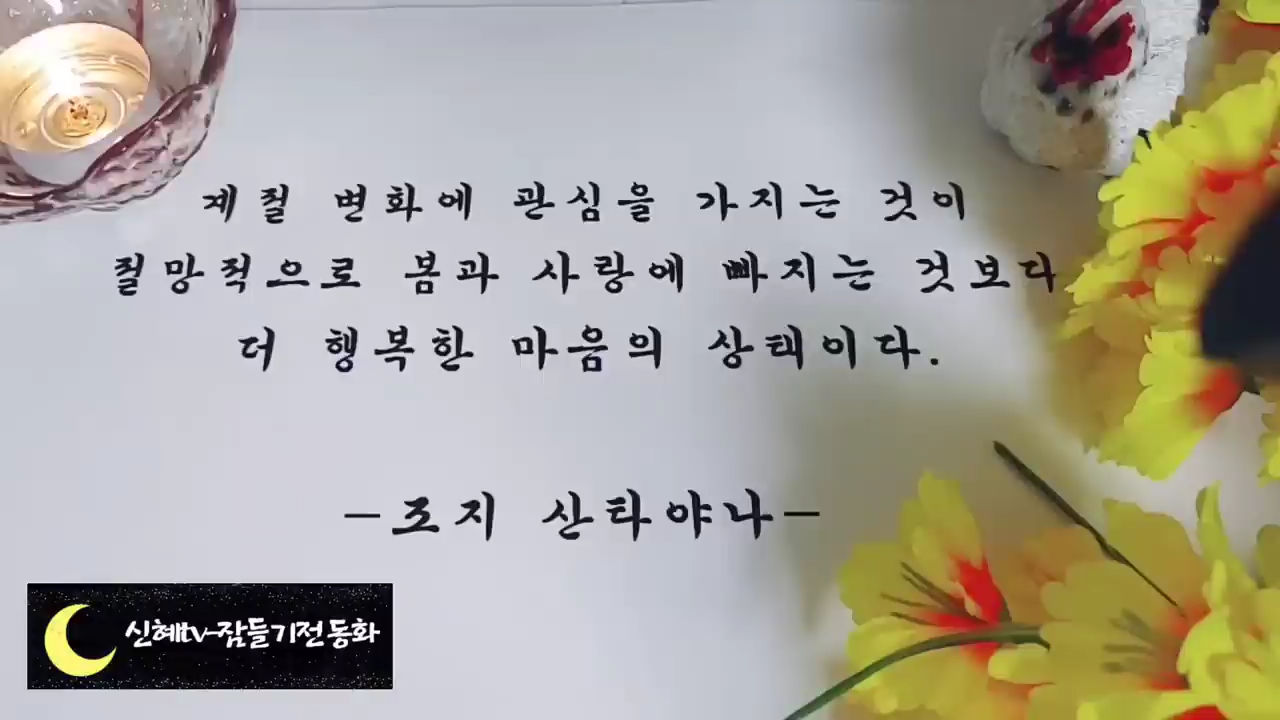 계절 변화에 관심을 가지는 것이
절망적으로 봄과 사랑에 빠지는 것보다
더 행복한 마음의 상태이다.
-조지 산타야나-
신혜tv-잠들기전 동화